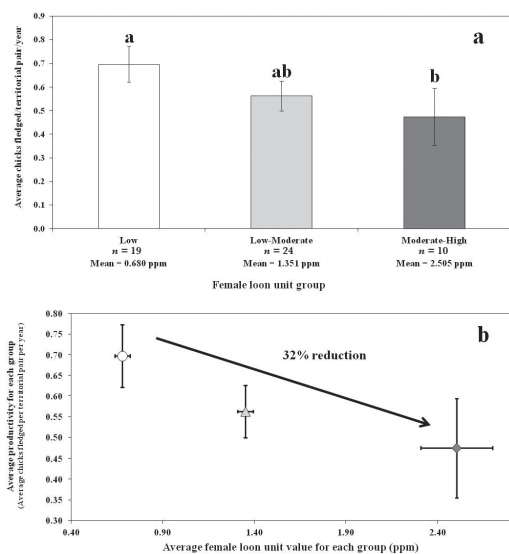 Average chicks fledged/territorial pair/year
0.9
0.8
0.7
0.6
0.5
0.4
0.3
0.2
0.1
0.0
a
a
ab
b
Low
n = 19
Mean = 0.680 ppm
Low-Moderate
n = 24
Mean = 1.351 ppm
Moderate-High
n = 10
Mean = 2.505 ppm
Female loon unit group
Average productivity for each group
(Average chicks fledged per territorial pair per year)
0.80
0.75
0.70
0.65
0.60
0.55
0.50
0.45
0.40
0.35
0.30
b
32% reduction
0.40
0.90
1.40
1.90
2.40
Average female loon unit value for each group (ppm)